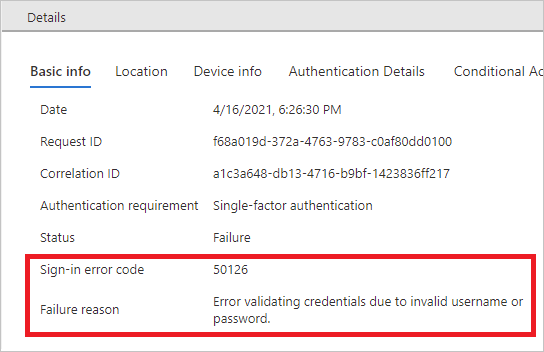 Details
Basic info Location Device info Authentication Details Conditional Ac
Date 4/16/2021, 6:26:30 PM
Request ID f68a019d-372a-4763-9783-c0af80dd0100
Correlation ID a1c3a648-db13-4716-b9bf-1423836ff217
Authentication requirement Single-factor authentication
Status Failure
Sign-in error code 50126
Failure reason Error validating credentials due to invalid username or
password.